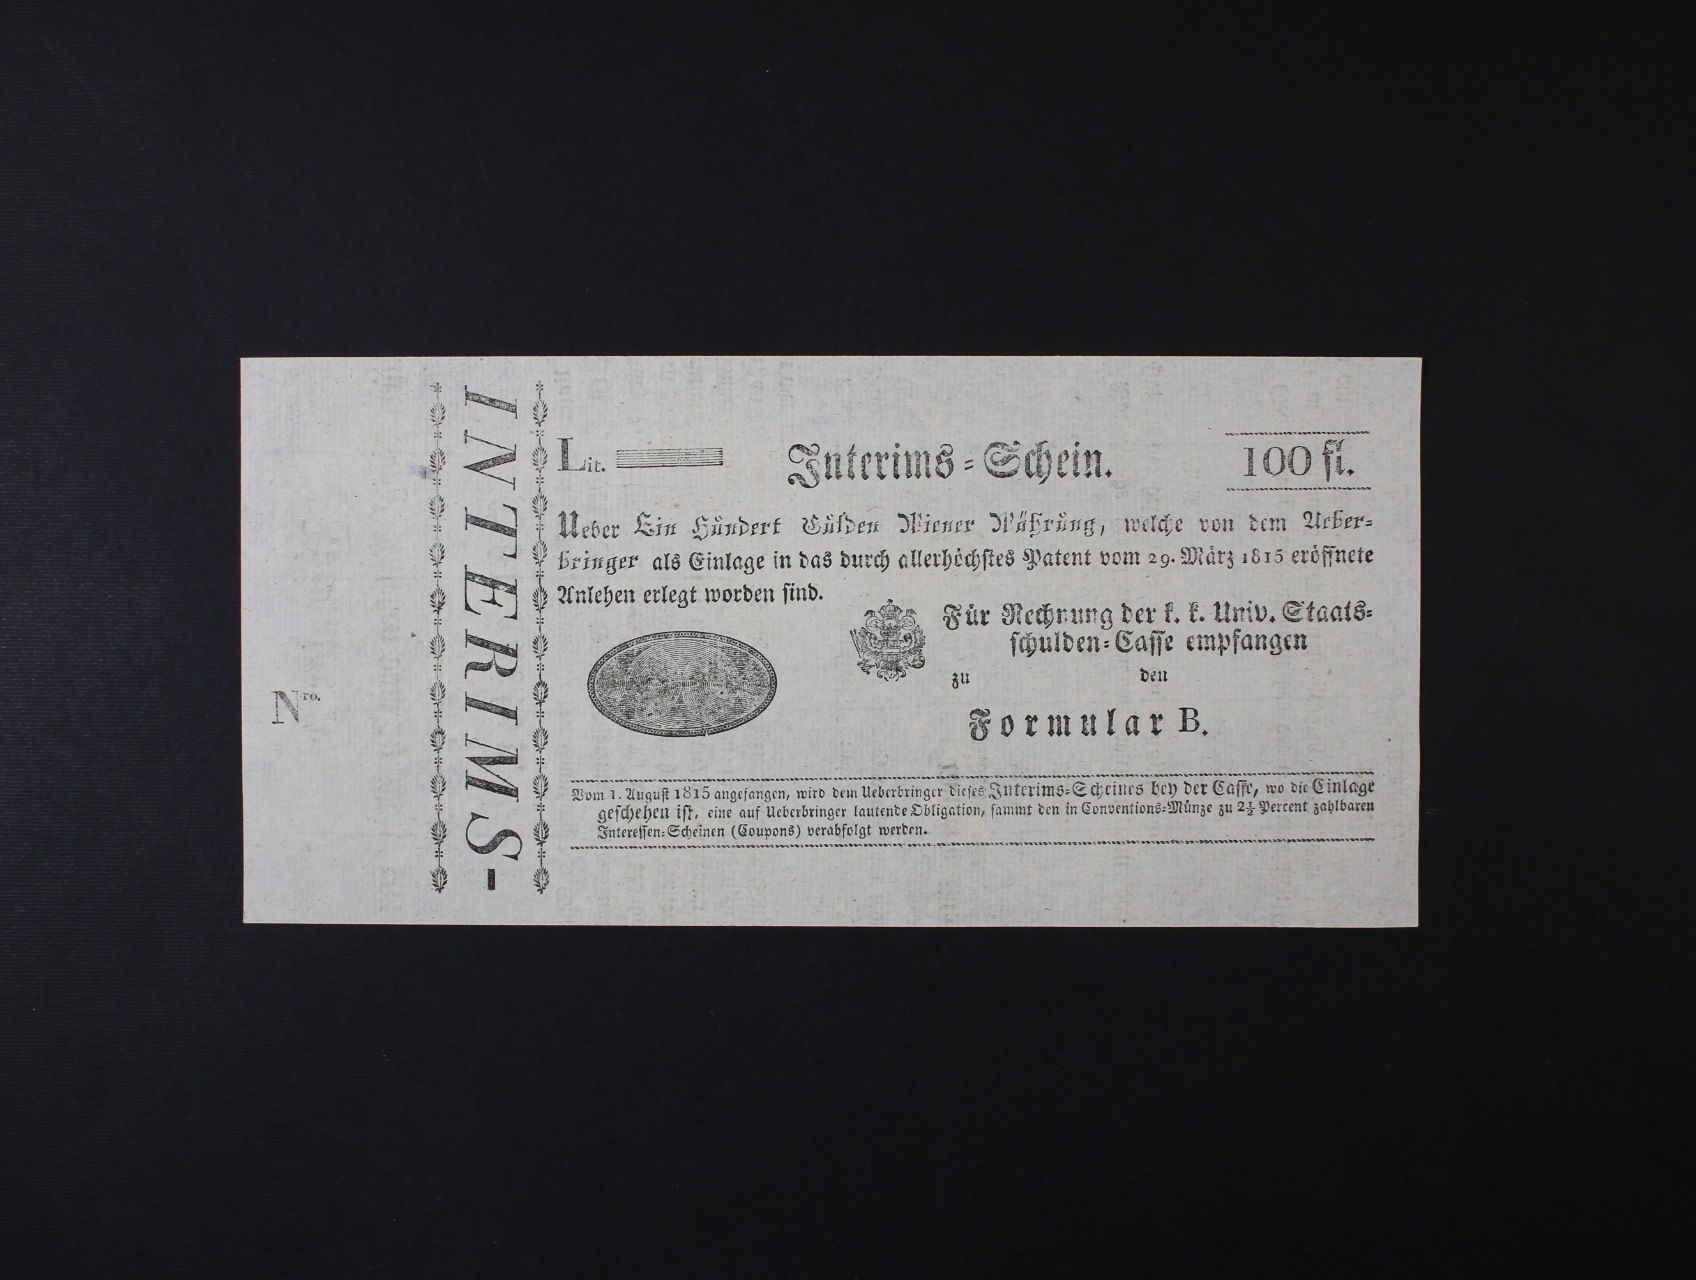 INTERIMS-
Nro.
Lit.
Interims-Schein.
100 fl.
Ueber Ein Hundert Gulden Wiener Währung, welche von dem Ueber-
bringer als Einlage in das durch allerhöchstes Patent vom 29. März 1815 eröffnete
Anlehen erlegt worden sind.
Für Rechnung der k. k. Univ. Staats-
schulden-Casse empfangen
zu den
Formular B.
Vom 1. August 1815 angefangen, wird dem Ueberbringer dieses Interims-Scheines bey der Casse, wo die Einlage
geschehen ist, eine auf Ueberbringer lautende Obligation, sammt den in Conventions-Münze zu 2½ Percent zahlbaren
Interessen-Scheinen (Coupons) verabfolgt werden.